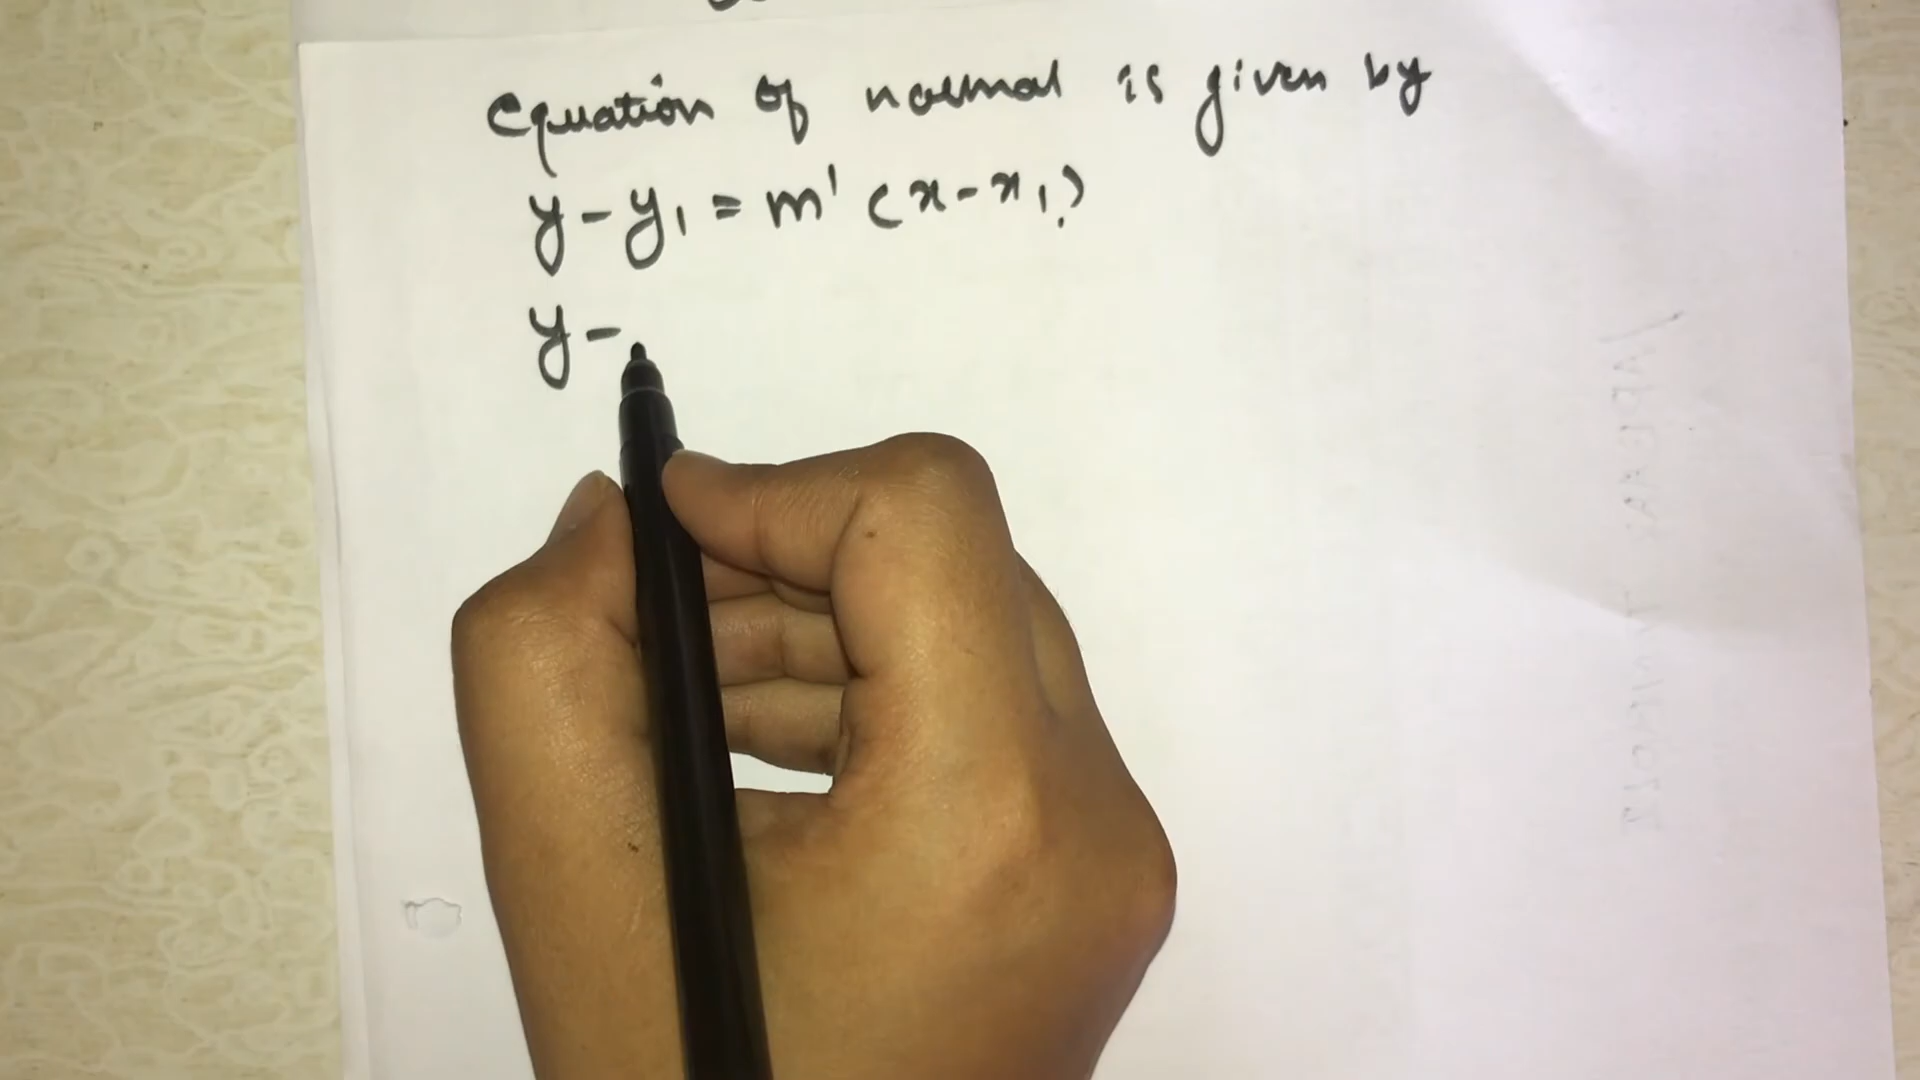 Equation of normal is given by
y - y₁ = m' (x - x₁)
y -